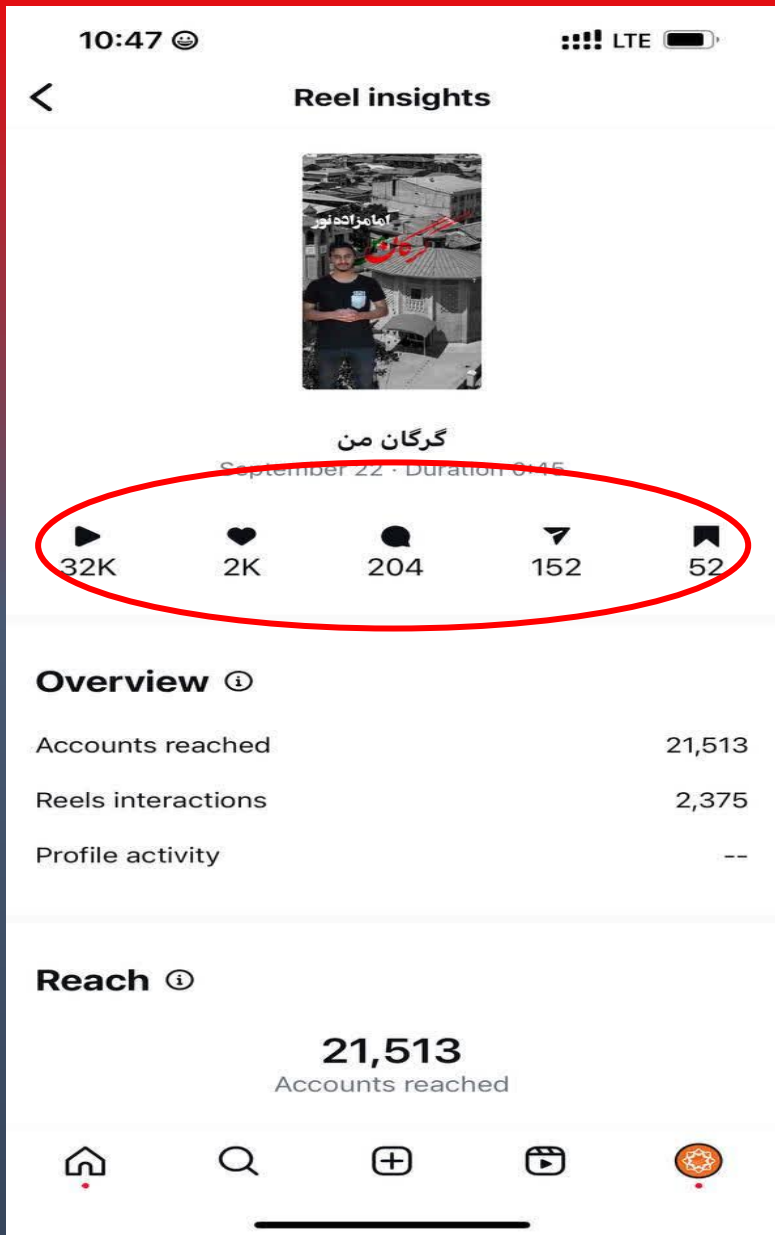 10:47 LTE
Reel insights
امامزاده نور
گرگان
گرگان من
September 22 · Duration 0:45
32K 2K 204 152 52
Overview
Accounts reached 21,513
Reels interactions 2,375
Profile activity --
Reach
21,513
Accounts reached